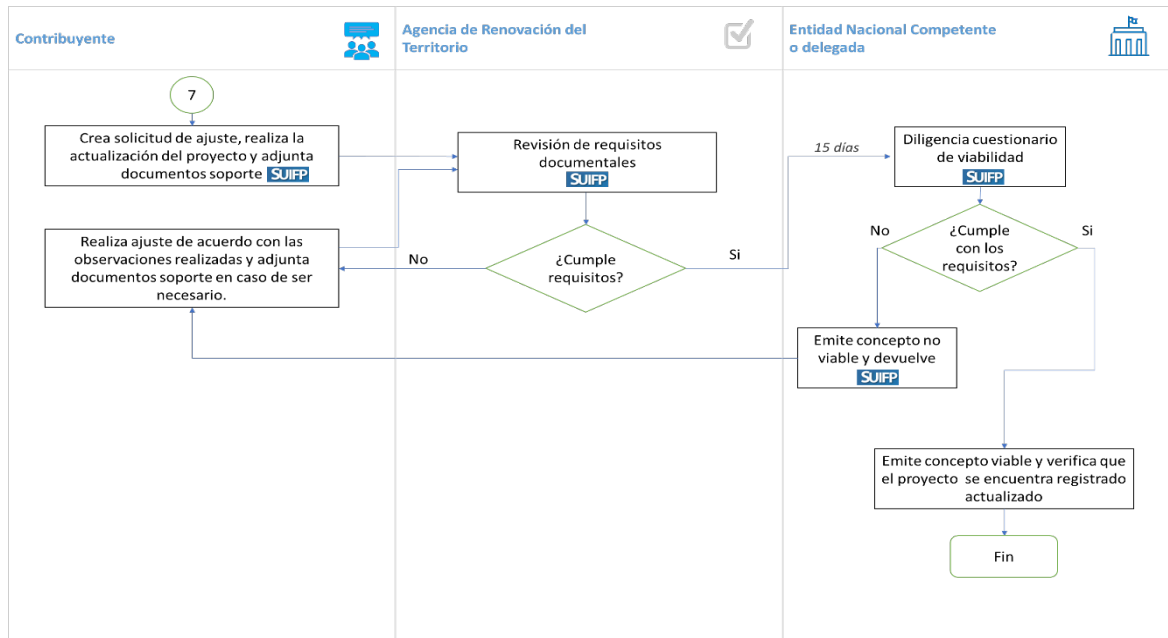 Contribuyente
Agencia de Renovación del
Territorio
Entidad Nacional Competente
o delegada
7
Crea solicitud de ajuste, realiza la
actualización del proyecto y adjunta
documentos soporte SUIFP
Revisión de requisitos
documentales
SUIFP
15 días
Diligencia cuestionario
de viabilidad
SUIFP
Realiza ajuste de acuerdo con las
observaciones realizadas y adjunta
documentos soporte en caso de ser
necesario.
No
¿Cumple
requisitos?
Si
No
¿Cumple
con los
requisitos?
Si
Emite concepto no
viable y devuelve
SUIFP
Emite concepto viable y verifica que
el proyecto se encuentra registrado
actualizado
Fin